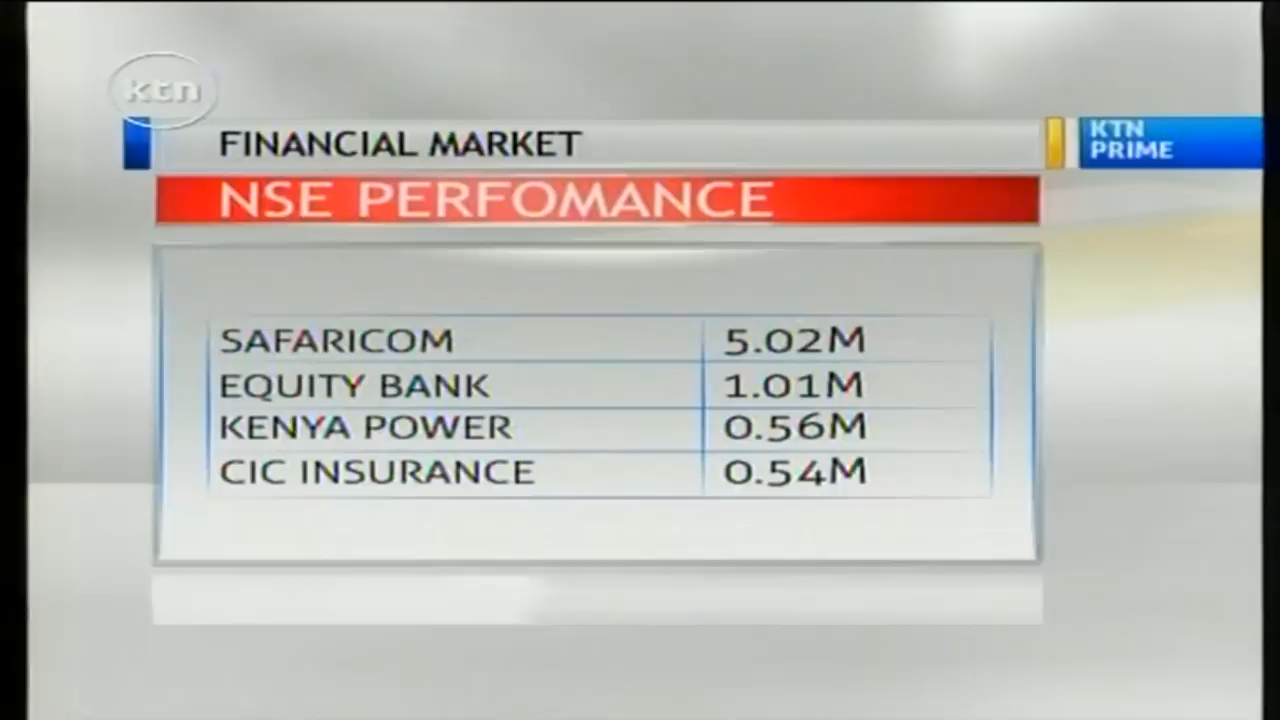 ktn
FINANCIAL MARKET
KTN
PRIME
NSE PERFOMANCE
SAFARICOM 5.02M
EQUITY BANK 1.01M
KENYA POWER 0.56M
CIC INSURANCE 0.54M